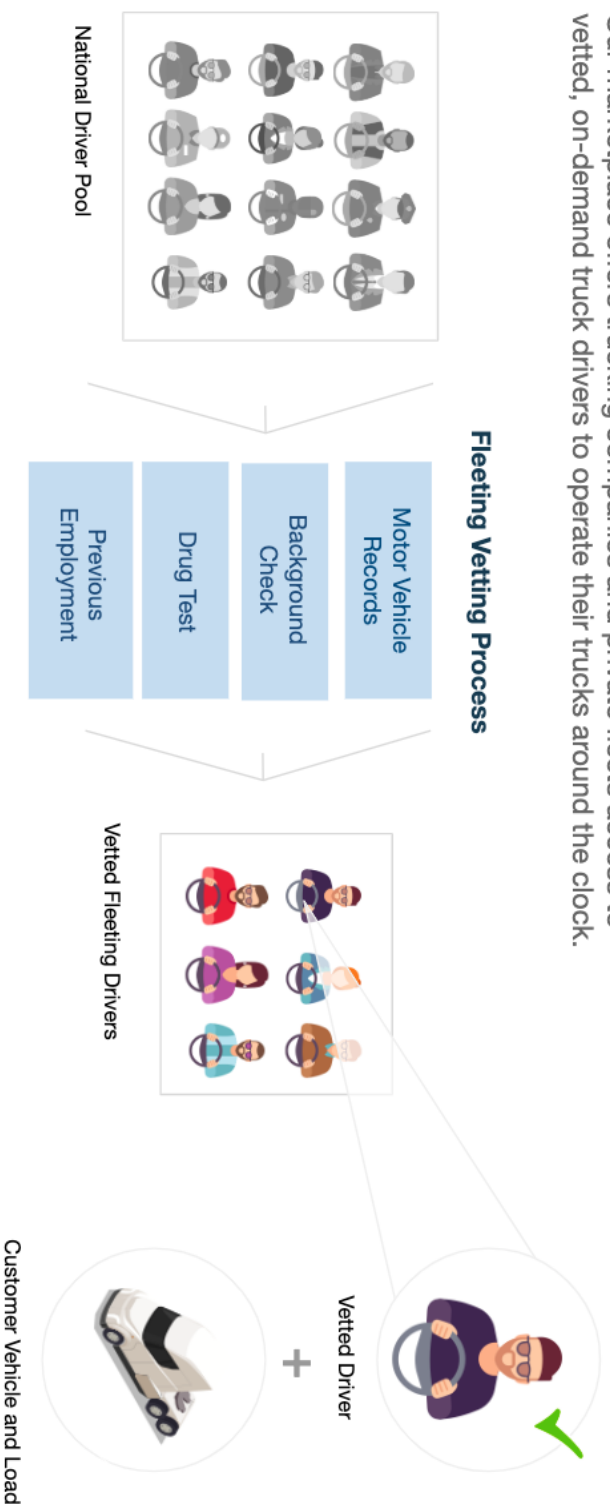 vetted, on-demand truck drivers to operate their trucks around the clock.
Fleeting Vetting Process
Motor Vehicle
Records
Background
Check
Drug Test
Previous
Employment
National Driver Pool
Vetted Fleeting Drivers
Vetted Driver
+
Customer Vehicle and Load